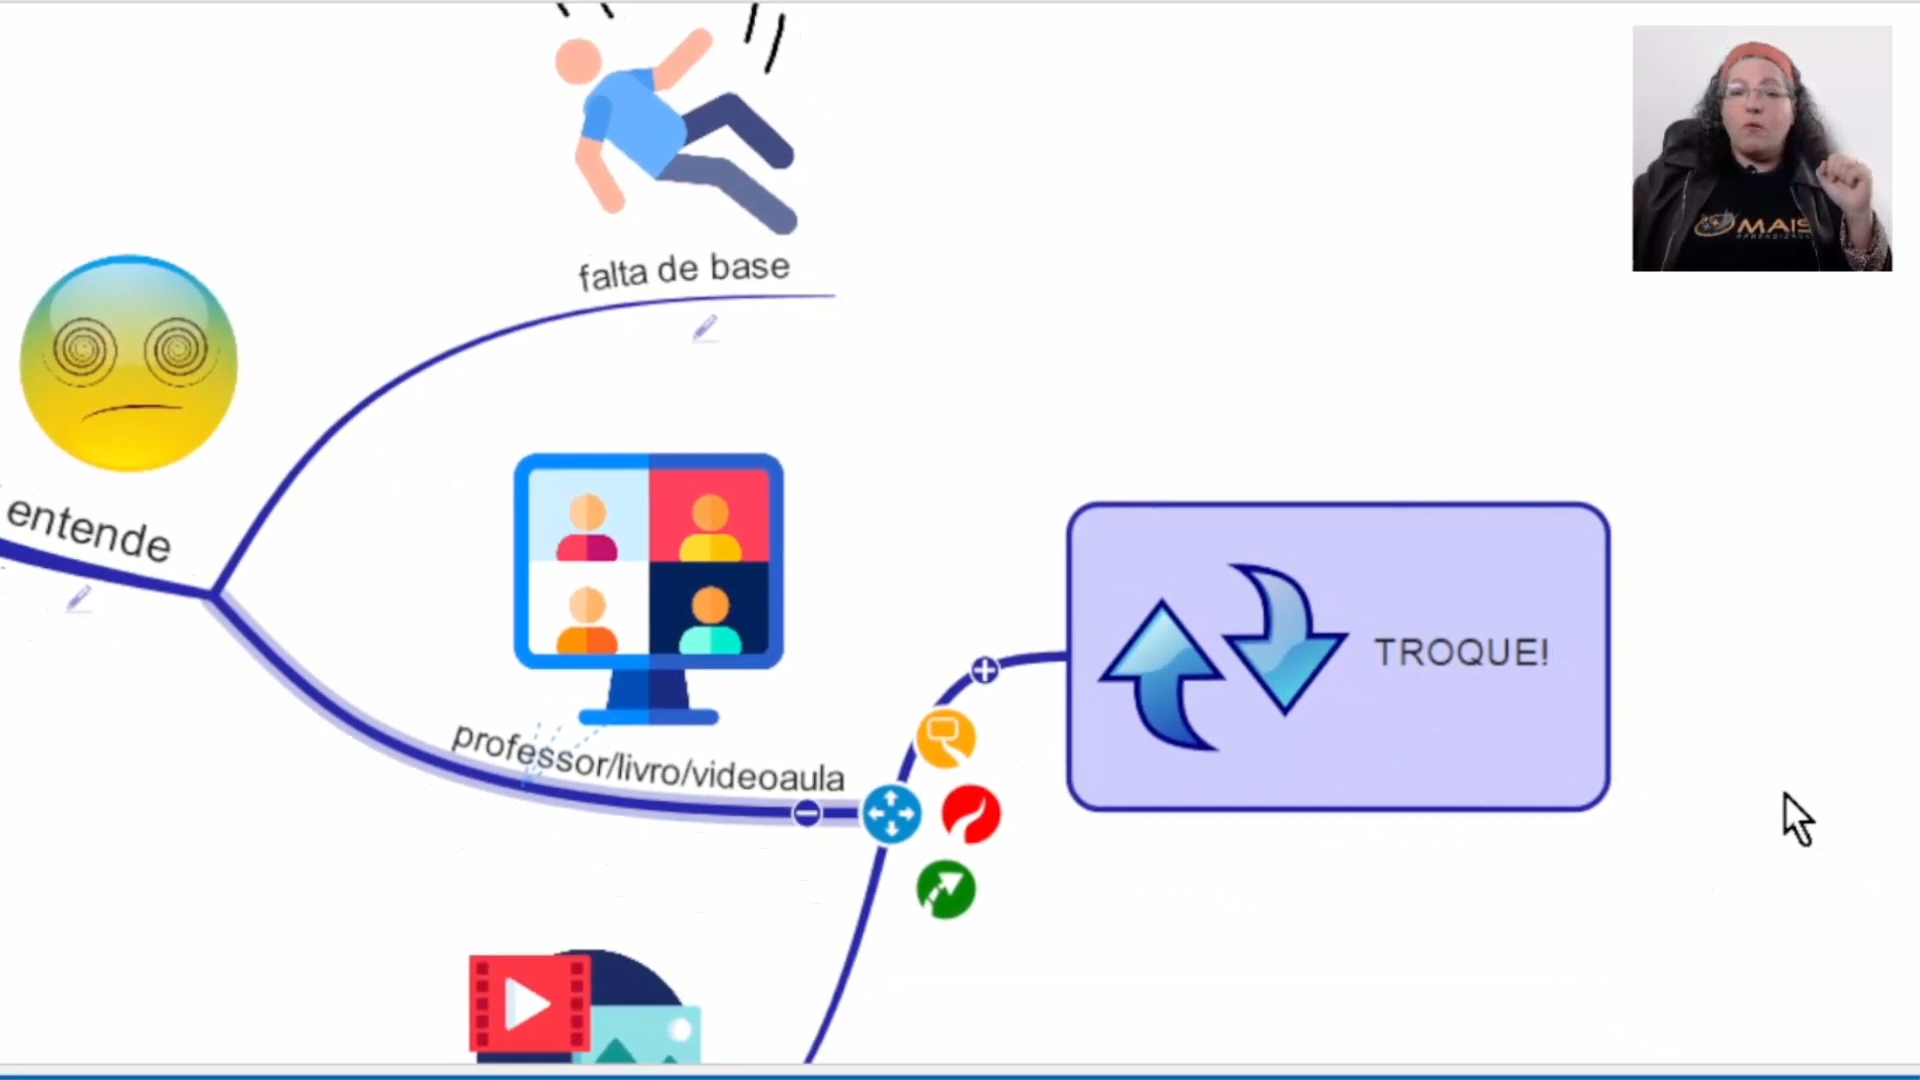 falta de base
entende
professor/livro/videoaula
TROQUE!
MAIS